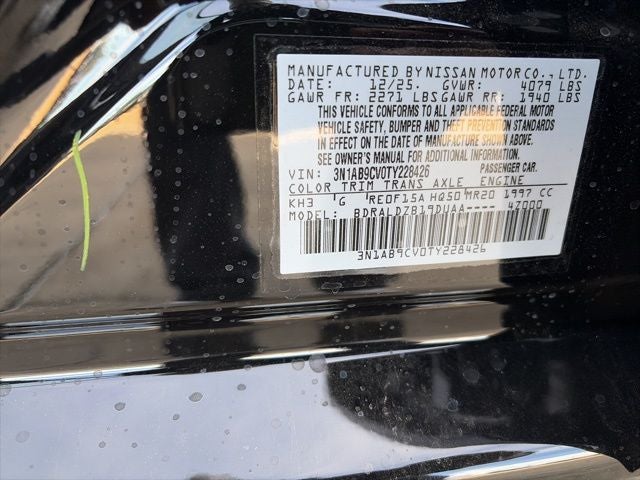 MANUFACTURED BY NISSAN MOTOR CO., LTD.
DATE: 12/25. GVWR: 4079 LBS
GAWR FR: 2271 LBS GAWR RR: 1940 LBS
THIS VEHICLE CONFORMS TO ALL APPLICABLE FEDERAL MOTOR
VEHICLE SAFETY, BUMPER AND THEFT PREVENTION STANDARDS
IN EFFECT ON THE DATE OF MANUFACTURE SHOWN ABOVE.
SEE OWNER'S MANUAL FOR ADDITIONAL INFORMATION.
VIN: 3N1AB9CV0TY228426 PASSENGER CAR.
COLOR TRIM TRANS AXLE ENGINE
KH3 G RE0F15A HQ50 MR20 1997 CC
MODEL: BDRALDZB19DUAA---- 4Z000
3N1AB9CV0TY228426